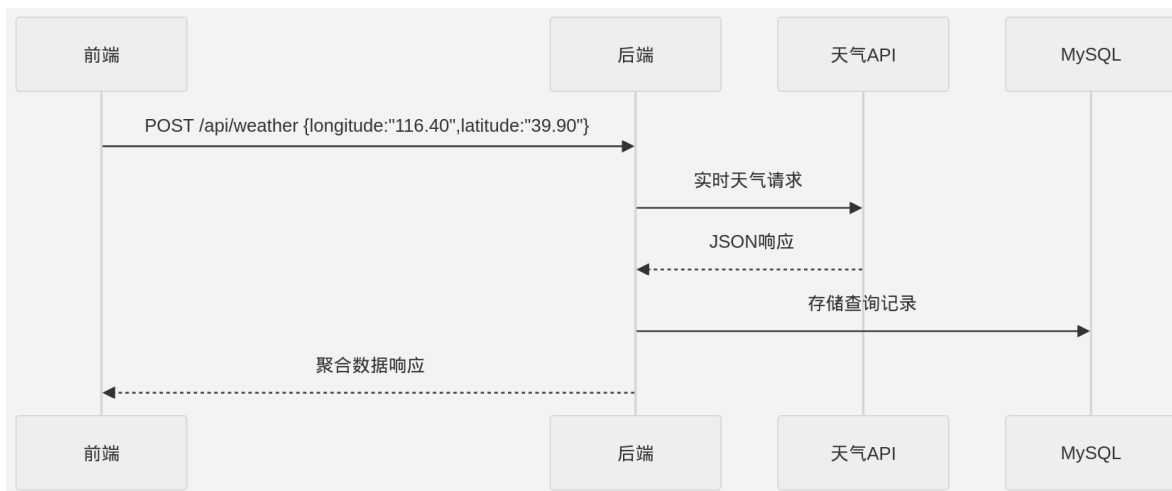 前端
后端
天气API
MySQL
POST /api/weather {longitude:"116.40",latitude:"39.90"}
实时天气请求
JSON响应
存储查询记录
聚合数据响应
前端
后端
天气API
MySQL